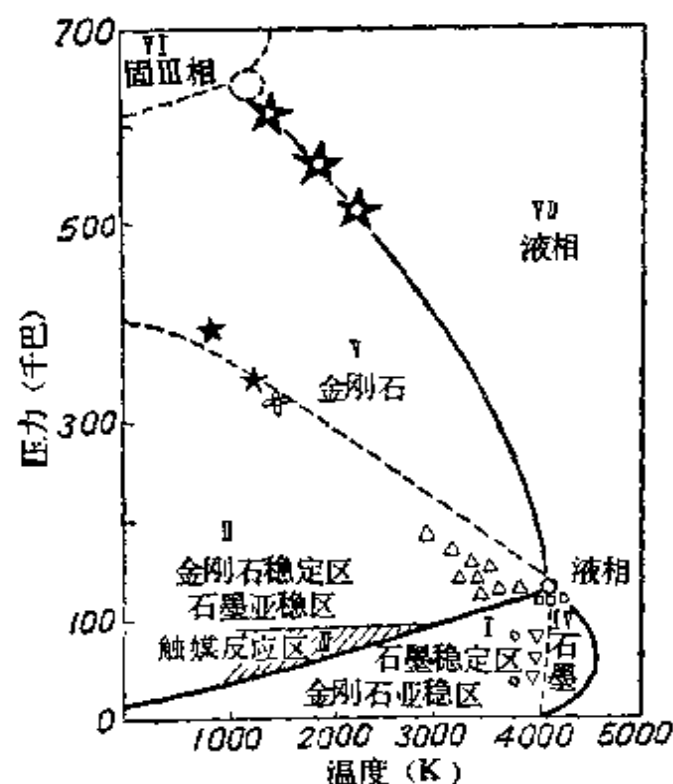 700
500
300
100
0
压力（千巴）
VI
固III相
VII
液相
V
金刚石
II
金刚石稳定区
石墨亚稳区
液相
触媒反应区
I
石墨稳定区
金刚石亚稳区
IV
石墨
1000
2000
3000
4000
5000
温度（K）